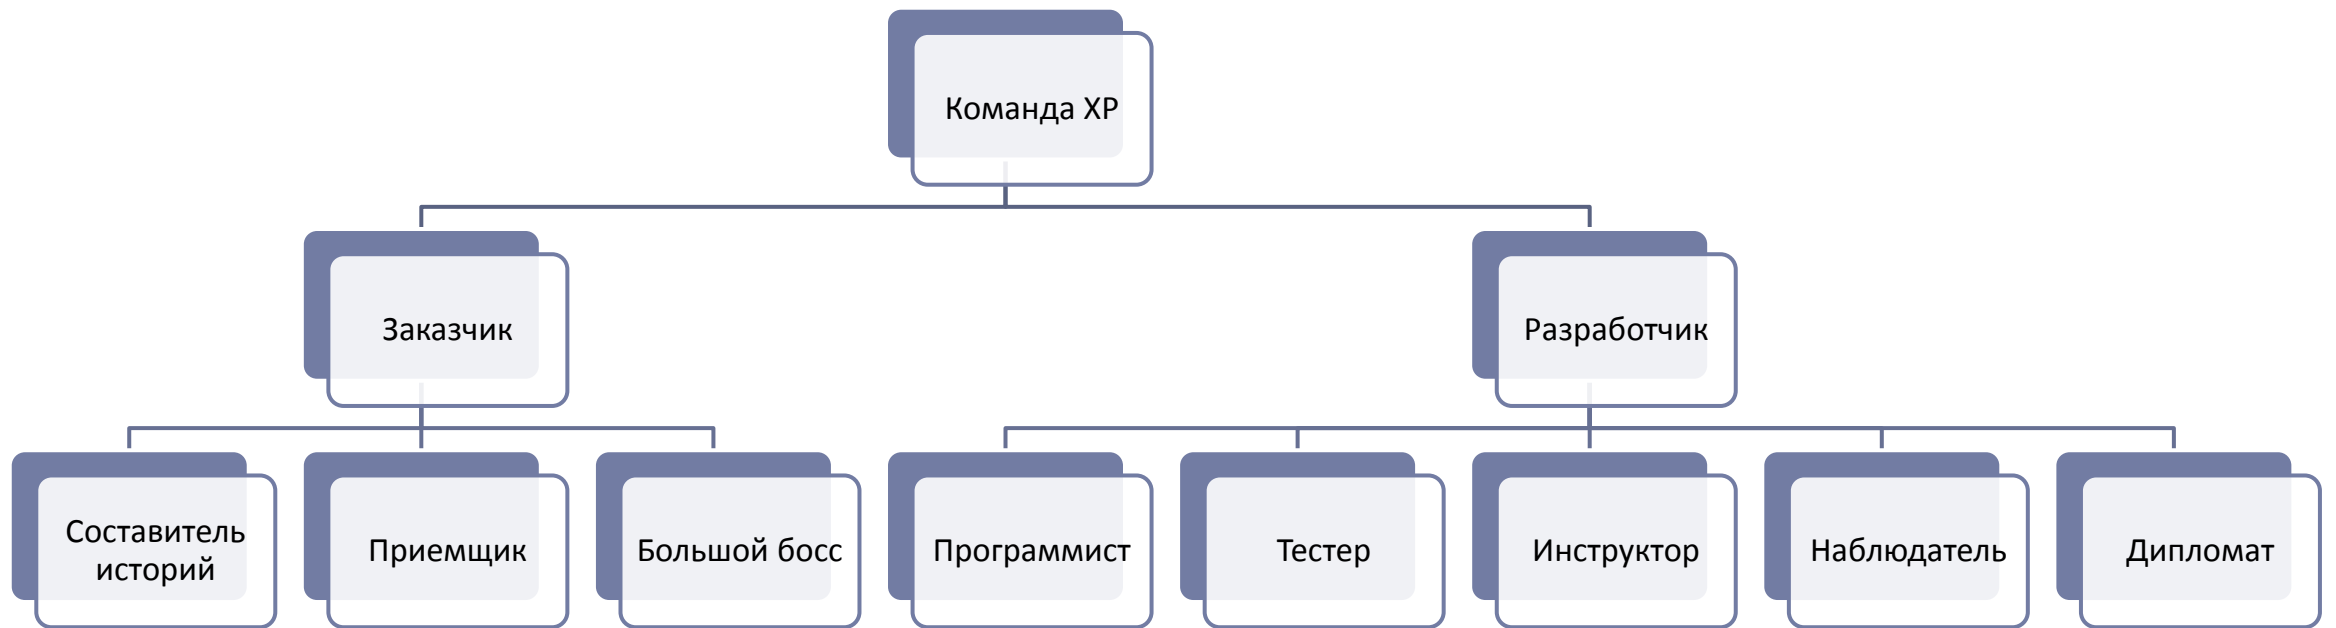 Команда XP
Заказчик
Разработчик
Составитель
историй
Приемщик
Большой босс
Программист
Тестер
Инструктор
Наблюдатель
Дипломат